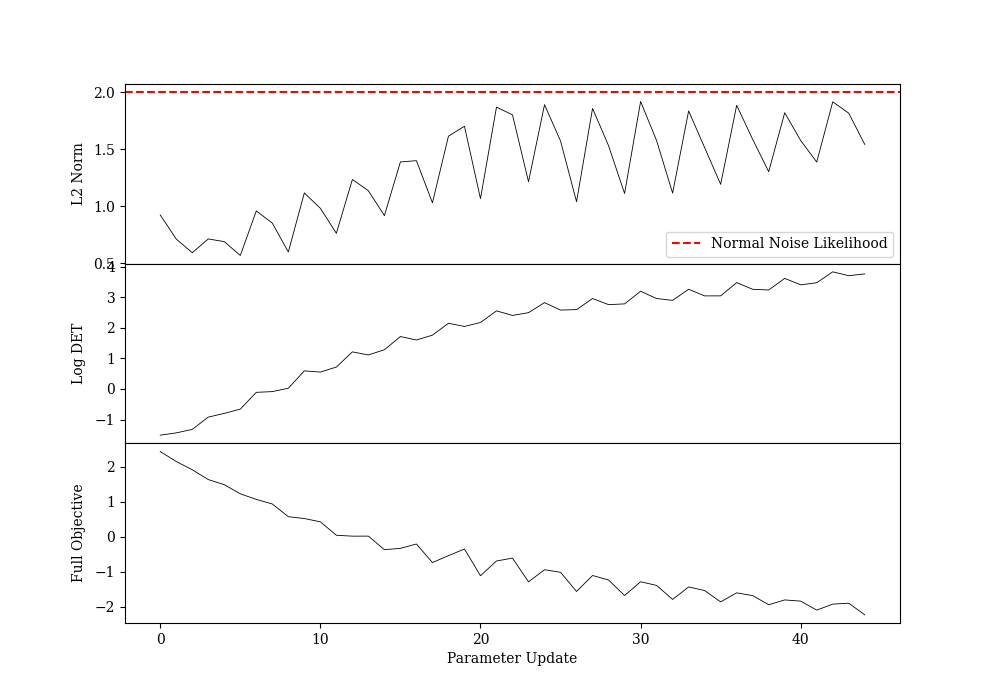 2.0
1.5
1.0
0.5
L2 Norm
Normal Noise Likelihood
4
3
2
1
0
−1
Log DET
2
1
0
−1
−2
Full Objective
0 10 20 30 40
Parameter Update